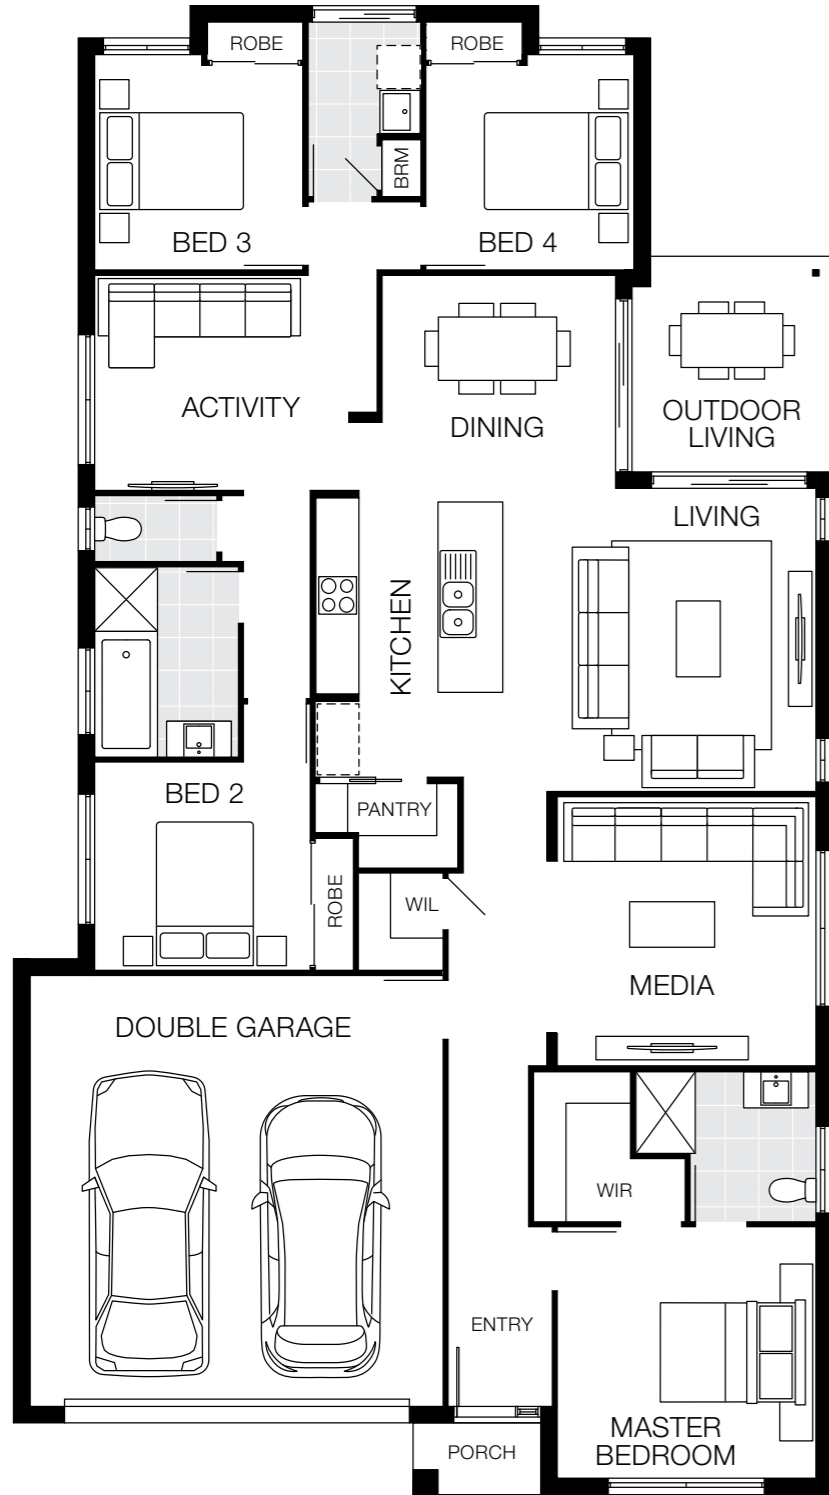 ROBE
ROBE
BRM
BED 3
BED 4
ACTIVITY
DINING
OUTDOOR
LIVING
LIVING
KITCHEN
BED 2
PANTRY
ROBE
WIL
MEDIA
DOUBLE GARAGE
WIR
ENTRY
MASTER
BEDROOM
PORCH